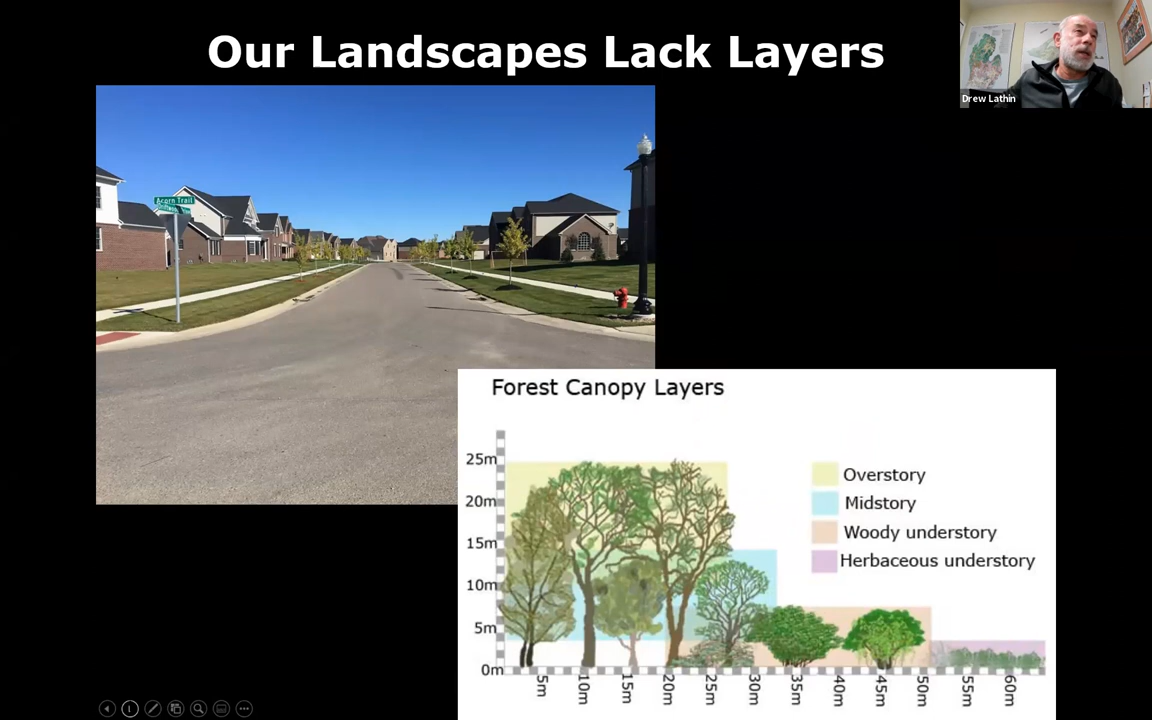 Our Landscapes Lack Layers
Drew Lathin
Acorn Trail
Forest Canopy Layers
25m
20m
15m
10m
5m
0m
Overstory
Midstory
Woody understory
Herbaceous understory
5m
10m
15m
20m
25m
30m
35m
40m
45m
50m
55m
60m